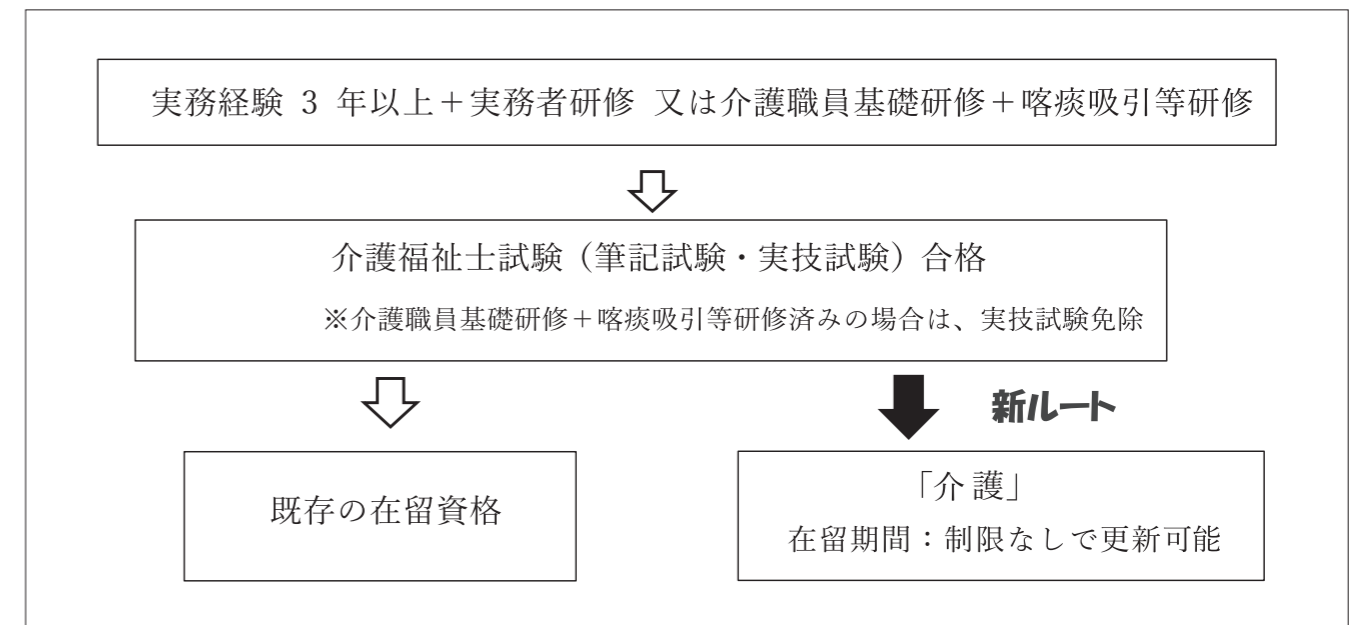 実務経験 3 年以上＋実務者研修 又は介護職員基礎研修＋喀痰吸引等研修
介護福祉士試験（筆記試験・実技試験）合格
※介護職員基礎研修＋喀痰吸引等研修済みの場合は、実技試験免除
新ルート
既存の在留資格
「介護」
在留期間：制限なしで更新可能